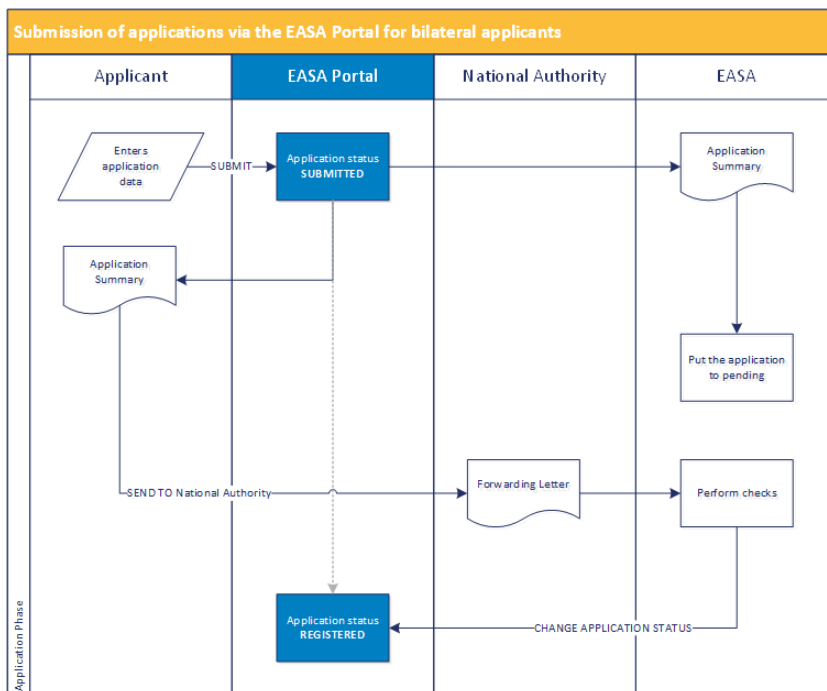 Submission of applications via the EASA Portal for bilateral applicants
Applicant
EASA Portal
National Authority
EASA
Enters
application
data
SUBMIT
Application status
SUBMITTED
Application
Summary
Application
Summary
Put the application
to pending
SEND TO National Authority
Forwarding Letter
Perform checks
Application status
REGISTERED
CHANGE APPLICATION STATUS
Application Phase